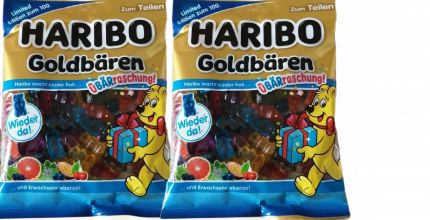 Limited
Edition zum 100.
Zum Teilen
HARIBO
Goldbären
Haribo macht Kinder froh ...
ÜBÄRraschung!
Wieder
da!
... und Erwachsene ebenso!
Limited
Edition zum 100.
Zum Teilen
HARIBO
Goldbären
Haribo macht Kinder froh ...
ÜBÄRraschung!
Wieder
da!
... und Erwachsene ebenso!